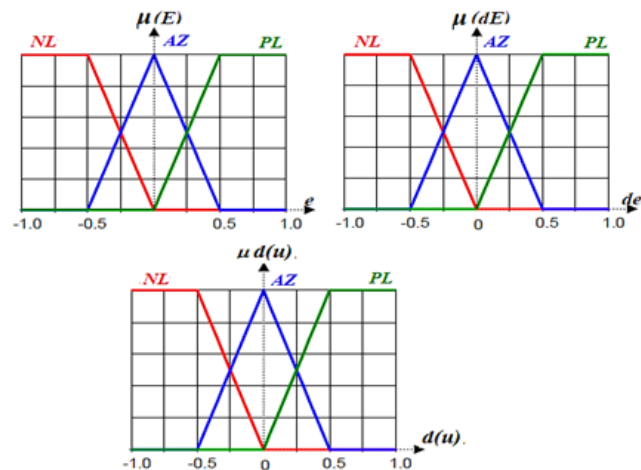 μ (E)
NL AZ PL
-1.0 -0.5 0 0.5 1.0 e
μ (dE)
NL AZ PL
-1.0 -0.5 0 0.5 1.0 de
μ d(u).
NL AZ PL
-1.0 -0.5 0 0.5 1.0 d(u).